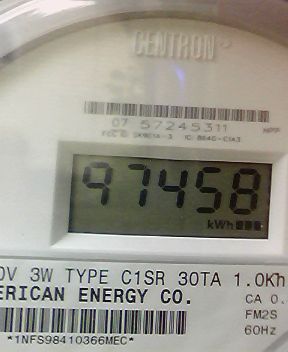 CENTRON
07 57245311
97458
kWh
0V 3W TYPE C1SR 30TA 1.0Kh
ERICAN ENERGY CO.
CA 0.
FM2S
*1NFS98410366MEC*
60Hz